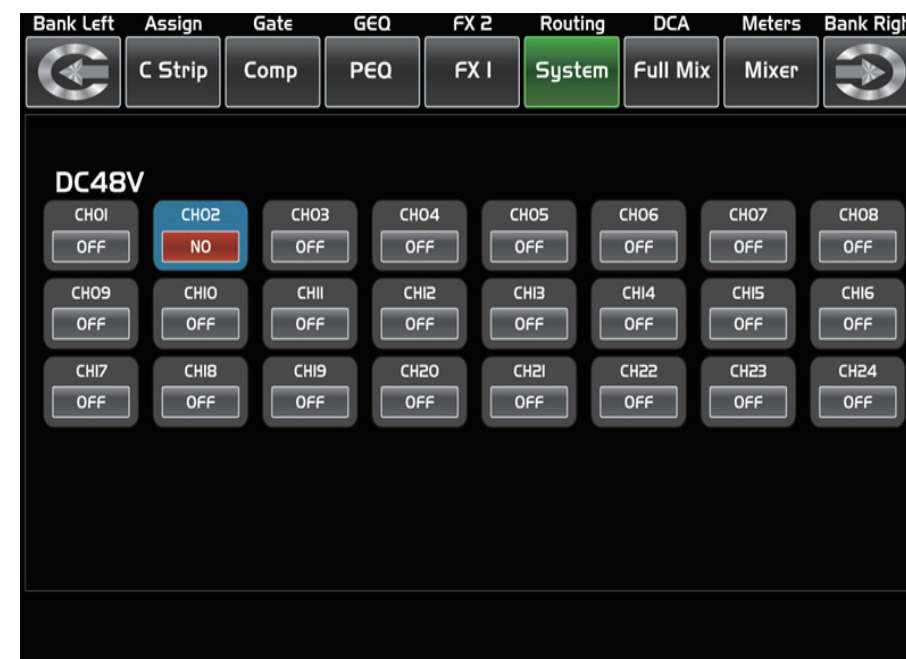 Bank Left Assign Gate GEQ FX 2 Routing DCA Meters Bank Righ
C Strip Comp PEQ FX 1 System Full Mix Mixer
DC48V
CH01 CH02 CH03 CH04 CH05 CH06 CH07 CH08
OFF NO OFF OFF OFF OFF OFF OFF
CH09 CH10 CH11 CH12 CH13 CH14 CH15 CH16
OFF OFF OFF OFF OFF OFF OFF OFF
CH17 CH18 CH19 CH20 CH21 CH22 CH23 CH24
OFF OFF OFF OFF OFF OFF OFF OFF